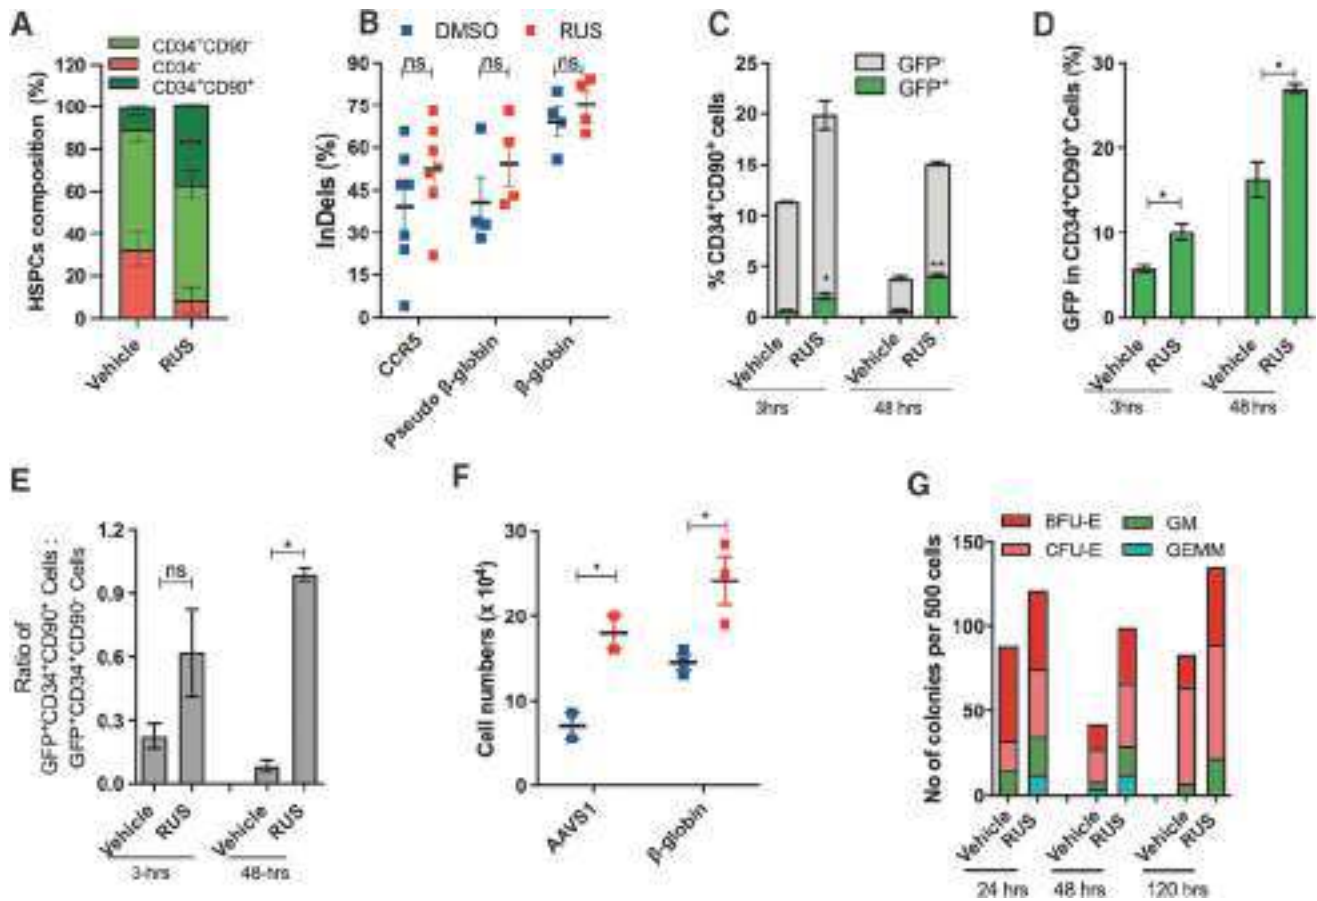 A
CD34⁺CD90⁻
CD34⁻
CD34⁺CD90⁺
HSPCs composition (%)
120
100
80
60
40
20
0
Vehicle
RUS
B
DMSO
RUS
ns
ns
ns
InDels (%)
90
75
60
45
30
15
0
CCR5
Pseudo β-globin
β-globin
C
GFP⁻
GFP⁺
% CD34⁺CD90⁺ cells
25
20
15
10
5
0
*
**
Vehicle
RUS
Vehicle
RUS
3hrs
48 hrs
D
GFP in CD34⁺CD90⁺ Cells (%)
30
20
10
0
*
*
Vehicle
RUS
Vehicle
RUS
3hrs
48 hrs
E
Ratio of
GFP⁺CD34⁺CD90⁺ Cells :
GFP⁺CD34⁺CD90⁻ Cells
1.2
0.9
0.6
0.3
0.0
ns
*
Vehicle
RUS
Vehicle
RUS
3-hrs
48-hrs
F
Cell numbers (x 10⁴)
30
20
10
0
*
*
AAVS1
β-globin
G
BFU-E
GM
CFU-E
GEMM
No of colonies per 500 cells
150
100
50
0
Vehicle
RUS
Vehicle
RUS
Vehicle
RUS
24 hrs
48 hrs
120 hrs